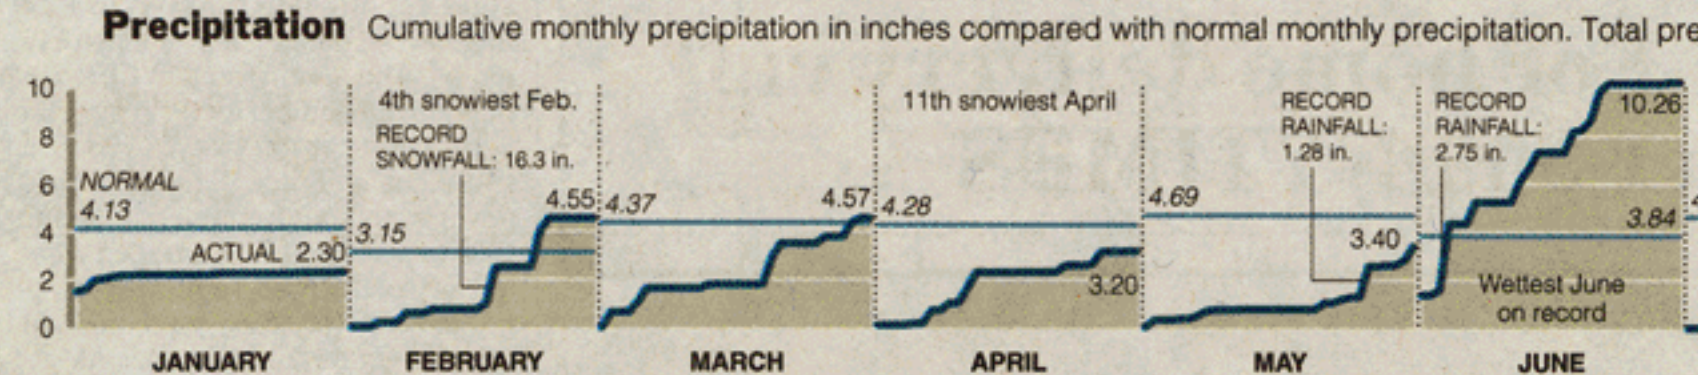 Precipitation Cumulative monthly precipitation in inches compared with normal monthly precipitation. Total pre
10
8
6
4
2
0
NORMAL
4.13
ACTUAL 2.30
JANUARY
4th snowiest Feb.
RECORD
SNOWFALL: 16.3 in.
3.15
4.55
FEBRUARY
4.37
4.57
MARCH
11th snowiest April
4.28
3.20
APRIL
RECORD
RAINFALL:
1.28 in.
4.69
3.40
MAY
RECORD
RAINFALL:
2.75 in.
10.26
3.84
Wettest June
on record
JUNE
4